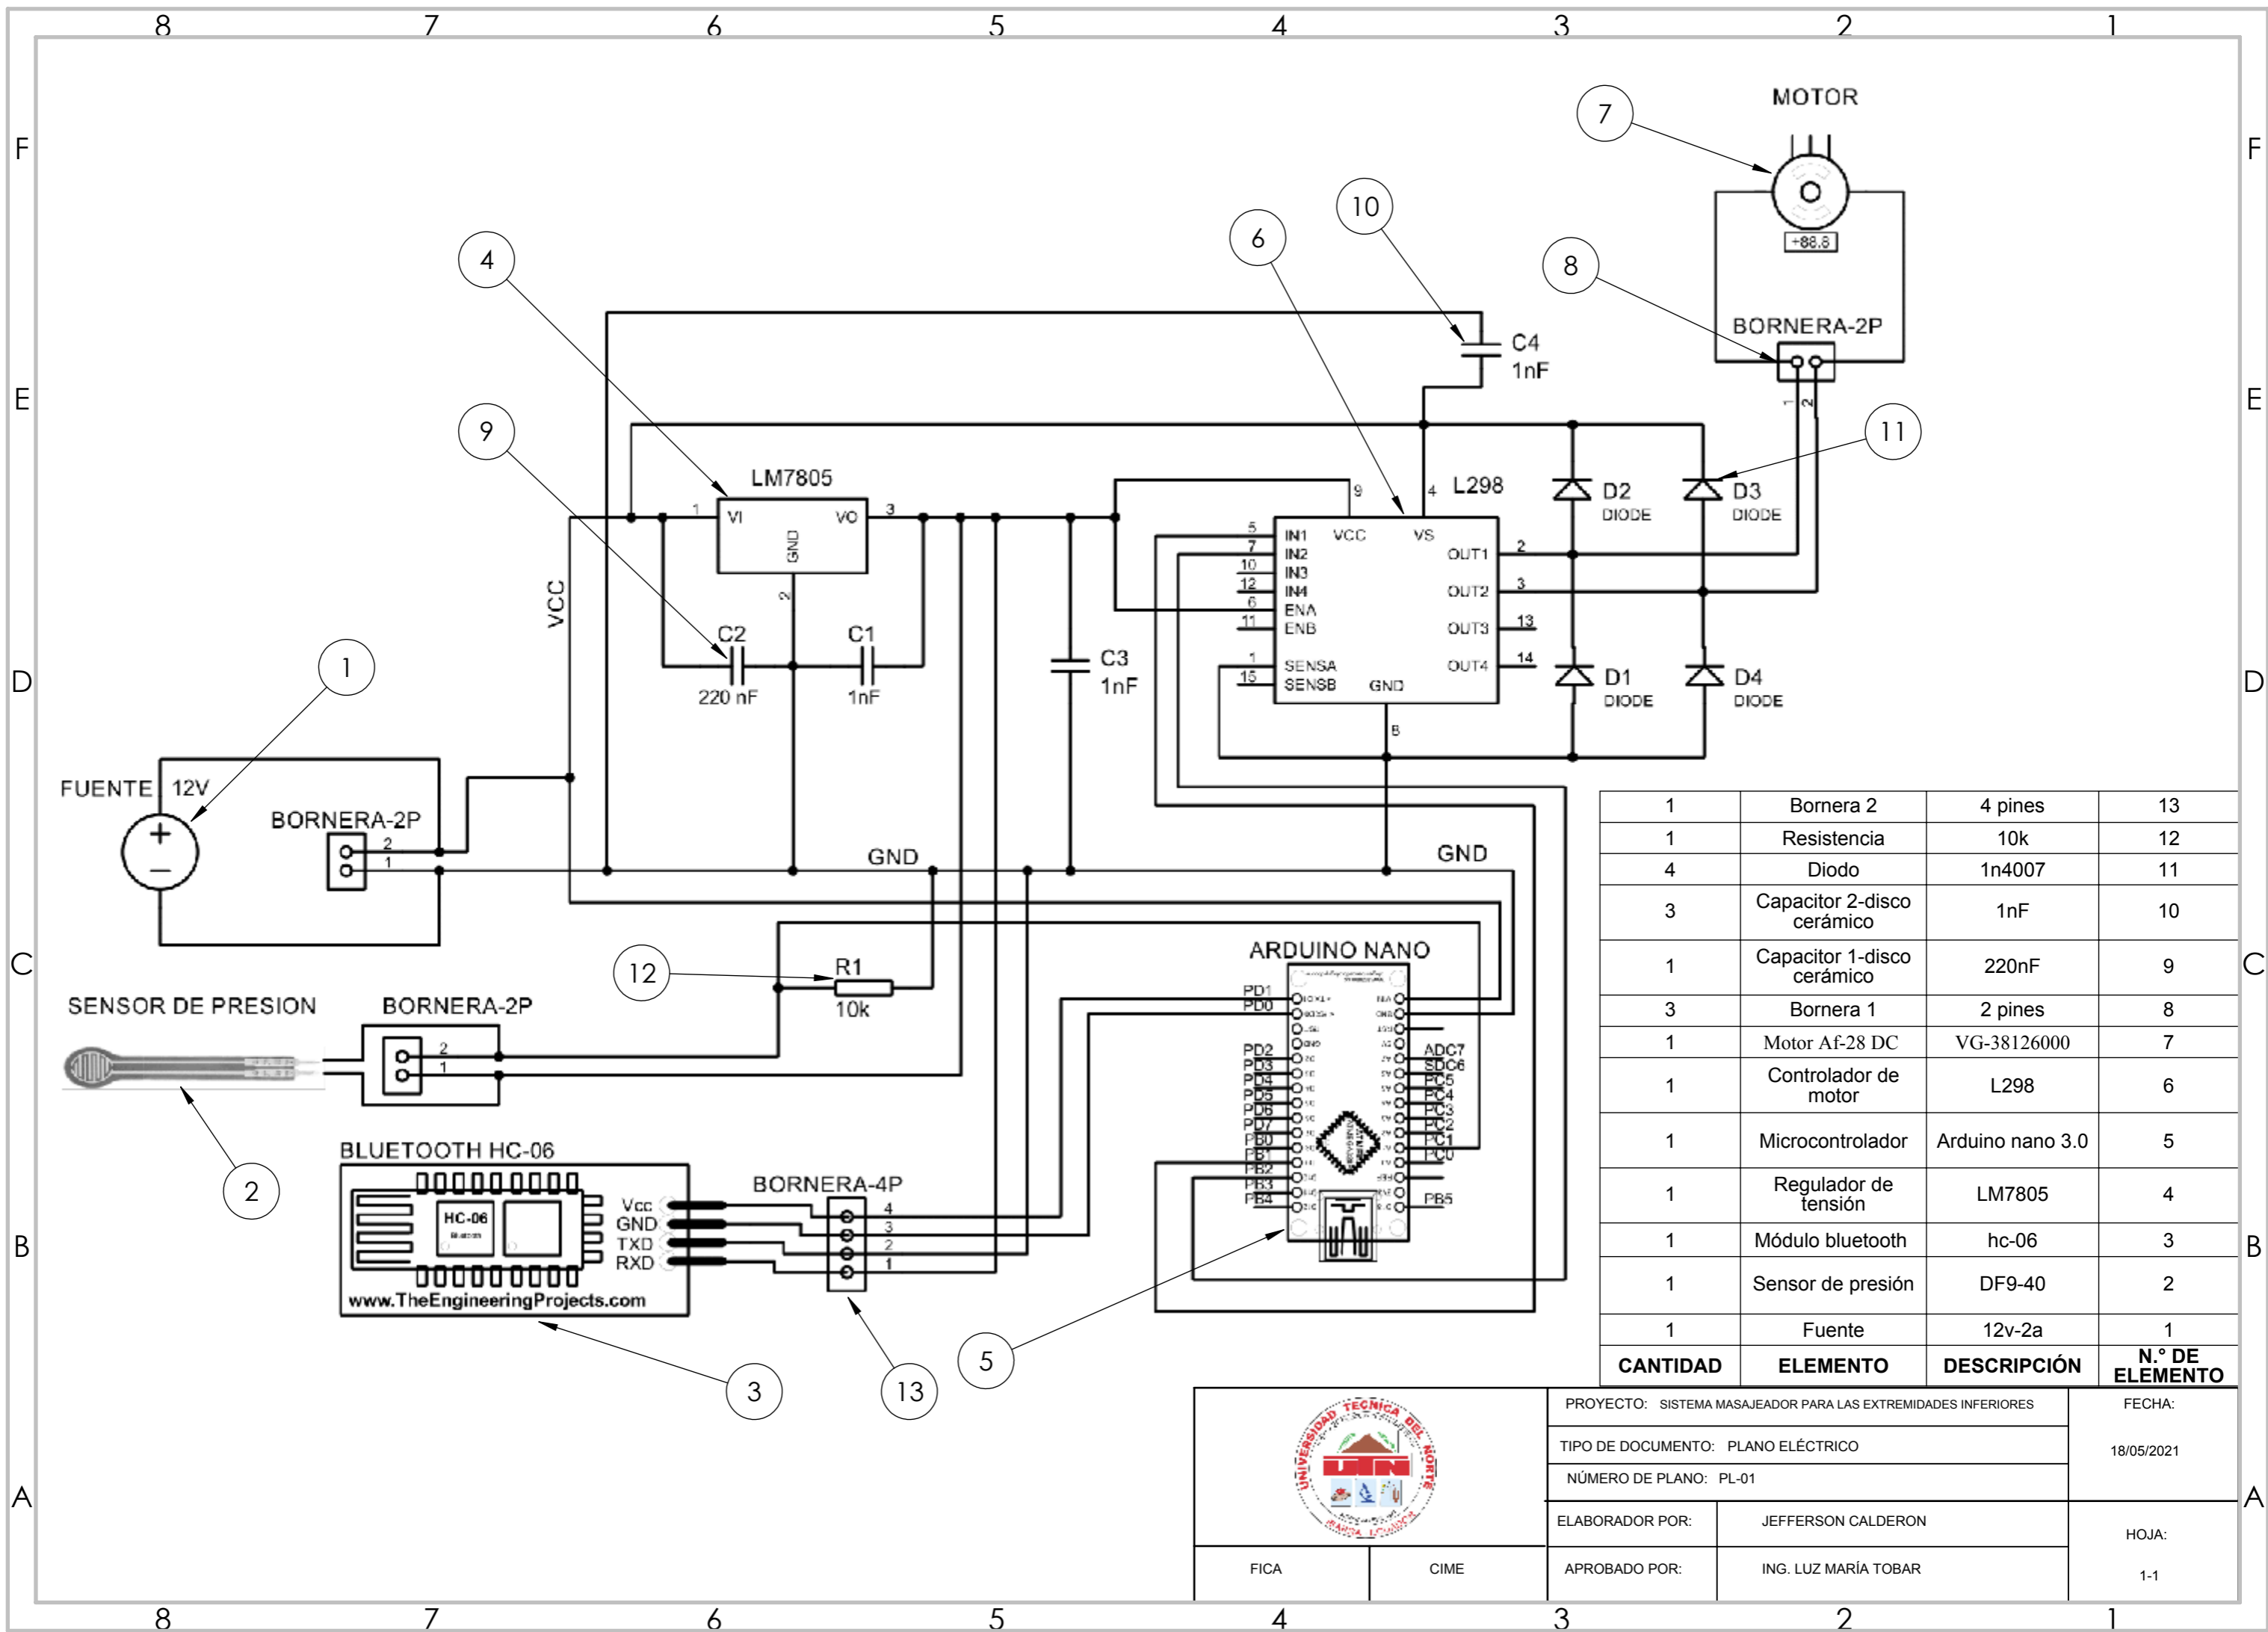 8 7 6 5 4 3 2 1
F
E
D
C
B
A
F
E
D
C
B
A
MOTOR
7
+88.8
10
6
4
8
BORNERA-2P
1
2
C4
1nF
9
11
LM7805
1 VI VO 3
GND
2
VCC
C2
220 nF
C1
1nF
C3
1nF
L298
9
4
VCC VS
5 IN1
7 IN2
10 IN3
12 IN4
6 ENA
11 ENB
1 SENSA
15 SENSB
GND
8
OUT1 2
OUT2 3
OUT3 13
OUT4 14
D2
DIODE
D3
DIODE
D1
DIODE
D4
DIODE
1
FUENTE 12V
BORNERA-2P
2
1
GND
GND
12
R1
10k
SENSOR DE PRESION
BORNERA-2P
2
1
2
BLUETOOTH HC-06
HC-06
Vcc
GND
TXD
RXD
www.TheEngineeringProjects.com
3
BORNERA-4P
4
3
2
1
13
ARDUINO NANO
PD1
PD0
PD2
PD3
PD4
PD5
PD6
PD7
PB0
PB1
PB2
PB3
PB4
ADC7
SDC6
PC5
PC4
PC3
PC2
PC1
PC0
PB5
5
1 Bornera 2 4 pines 13
1 Resistencia 10k 12
4 Diodo 1n4007 11
3 Capacitor 2-disco cerámico 1nF 10
1 Capacitor 1-disco cerámico 220nF 9
3 Bornera 1 2 pines 8
1 Motor Af-28 DC VG-38126000 7
1 Controlador de motor L298 6
1 Microcontrolador Arduino nano 3.0 5
1 Regulador de tensión LM7805 4
1 Módulo bluetooth hc-06 3
1 Sensor de presión DF9-40 2
1 Fuente 12v-2a 1
CANTIDAD ELEMENTO DESCRIPCIÓN N.° DE ELEMENTO
UNIVERSIDAD TECNICA DEL NORTE
UTN
IBARRA ECUADOR
FICA CIME
PROYECTO: SISTEMA MASAJEADOR PARA LAS EXTREMIDADES INFERIORES
TIPO DE DOCUMENTO: PLANO ELÉCTRICO
NÚMERO DE PLANO: PL-01
ELABORADOR POR: JEFFERSON CALDERON
APROBADO POR: ING. LUZ MARÍA TOBAR
FECHA:
18/05/2021
HOJA:
1-1
8 7 6 5 4 3 2 1